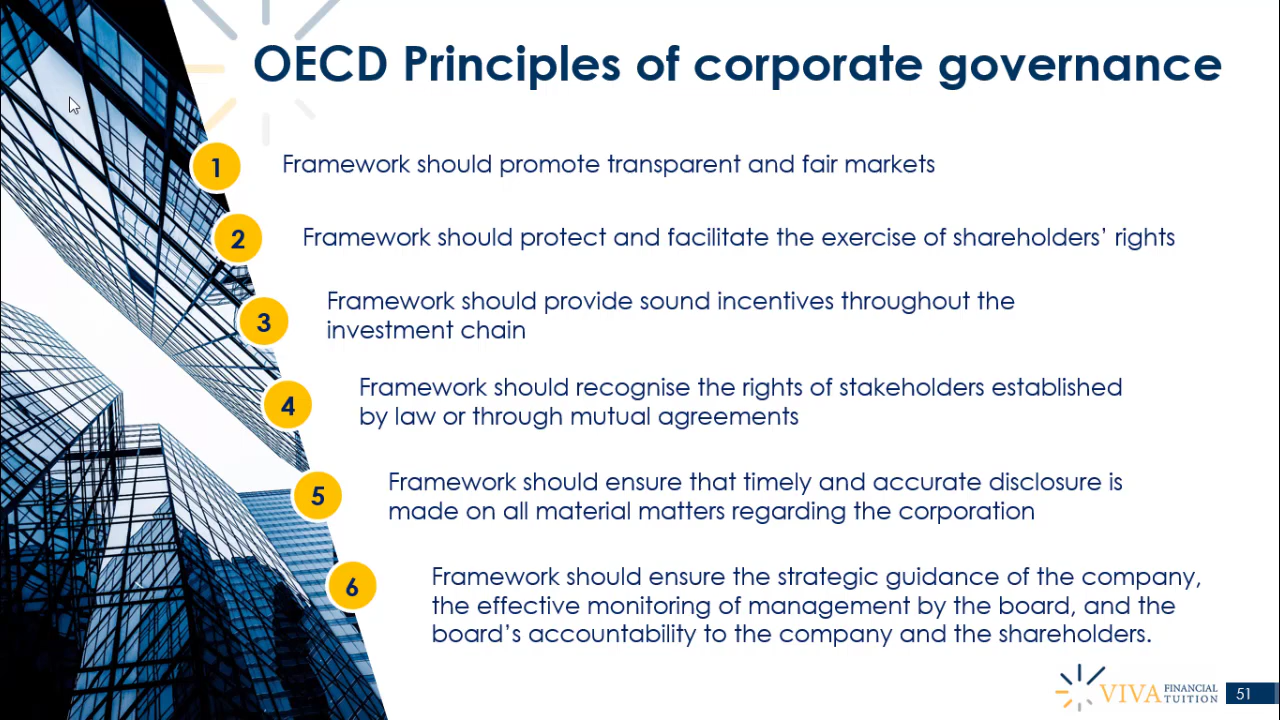 OECD Principles of corporate governance
1
Framework should promote transparent and fair markets
2
Framework should protect and facilitate the exercise of shareholders’ rights
3
Framework should provide sound incentives throughout the
investment chain
4
Framework should recognise the rights of stakeholders established
by law or through mutual agreements
5
Framework should ensure that timely and accurate disclosure is
made on all material matters regarding the corporation
6
Framework should ensure the strategic guidance of the company,
the effective monitoring of management by the board, and the
board’s accountability to the company and the shareholders.
VIVA FINANCIAL
TUITION
51